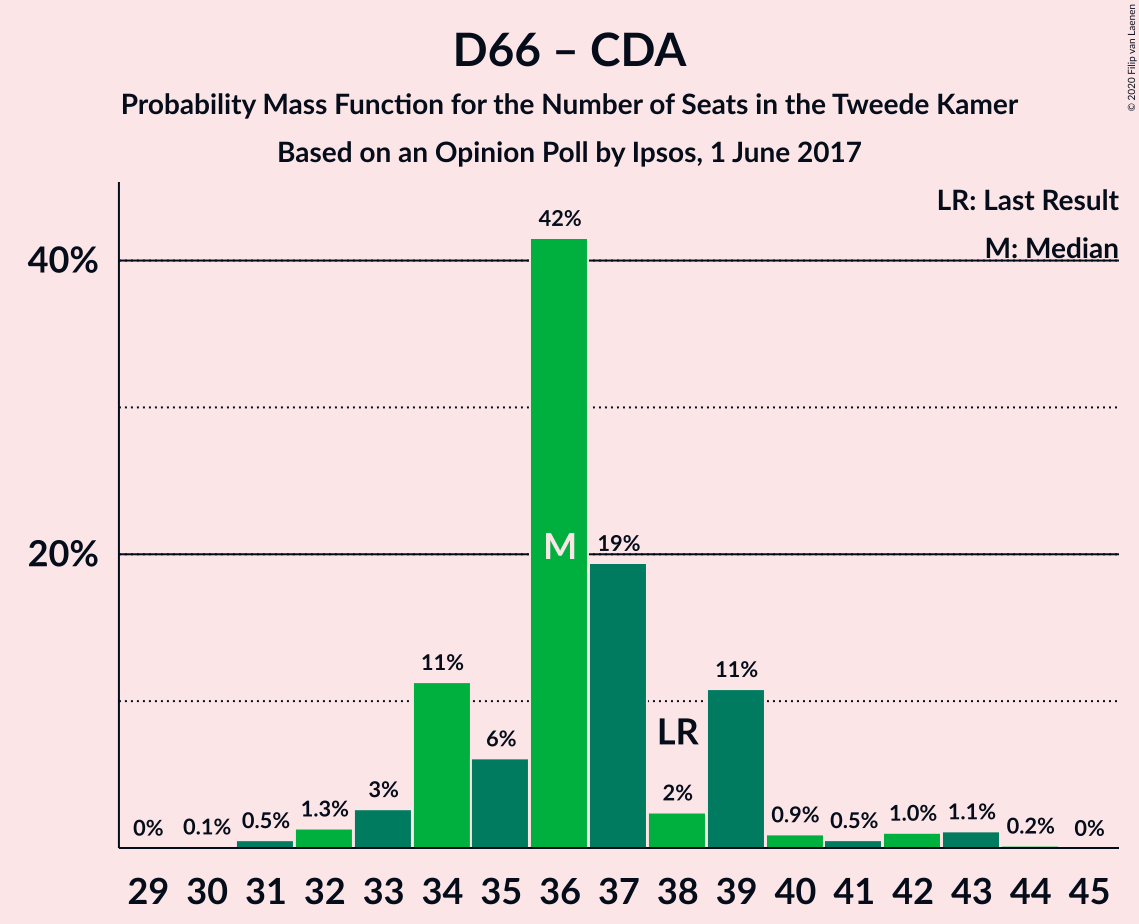 D66 – CDA
Probability Mass Function for the Number of Seats in the Tweede Kamer
Based on an Opinion Poll by Ipsos, 1 June 2017
© 2020 Filip van Laenen
LR: Last Result
M: Median
40%
20%
0%
0.1%
0.5%
1.3%
3%
11%
6%
42%
M
19%
LR
2%
11%
0.9%
0.5%
1.0%
1.1%
0.2%
0%
29 30 31 32 33 34 35 36 37 38 39 40 41 42 43 44 45